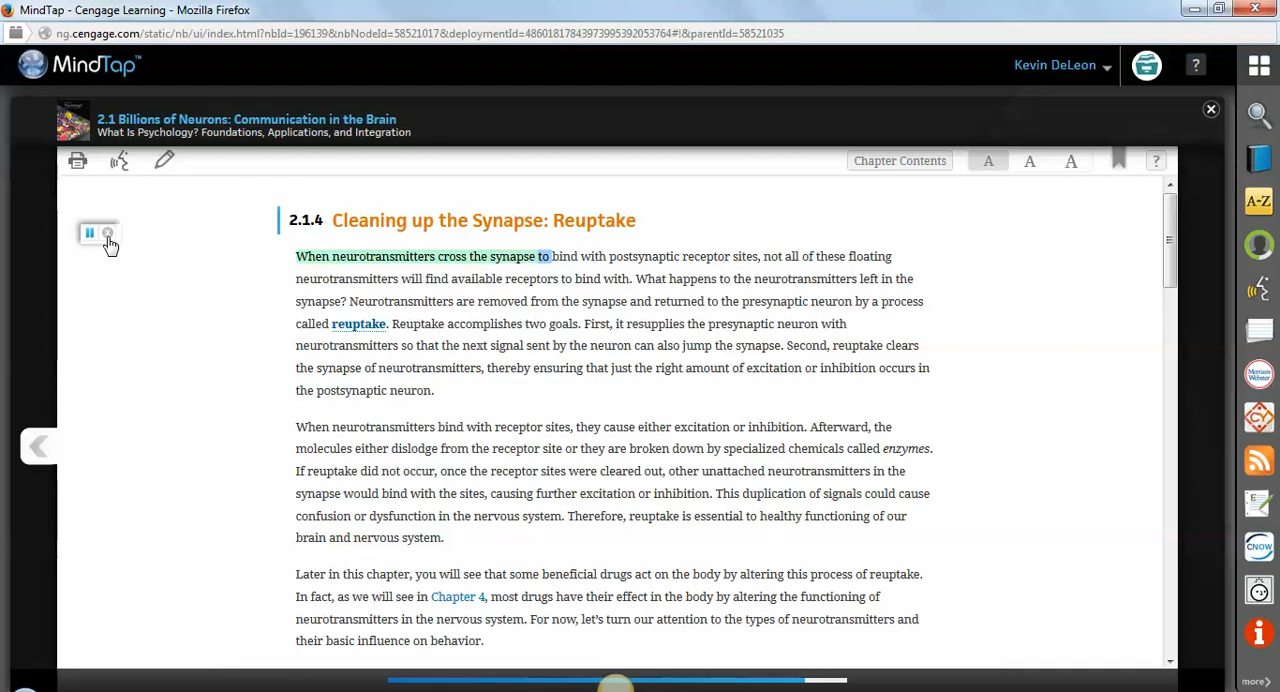 MindTap - Cengage Learning - Mozilla Firefox
ng.cengage.com/static/nb/ui/index.html?nbId=196139&nbNodeId=58521017&deploymentId=48601817843973995392053764#!&parentId=58521035
MindTap™
Kevin DeLeon
?
2.1 Billions of Neurons: Communication in the Brain
What Is Psychology? Foundations, Applications, and Integration
Chapter Contents A A A ?
2.1.4 Cleaning up the Synapse: Reuptake
When neurotransmitters cross the synapse to bind with postsynaptic receptor sites, not all of these floating
neurotransmitters will find available receptors to bind with. What happens to the neurotransmitters left in the
synapse? Neurotransmitters are removed from the synapse and returned to the presynaptic neuron by a process
called reuptake. Reuptake accomplishes two goals. First, it resupplies the presynaptic neuron with
neurotransmitters so that the next signal sent by the neuron can also jump the synapse. Second, reuptake clears
the synapse of neurotransmitters, thereby ensuring that just the right amount of excitation or inhibition occurs in
the postsynaptic neuron.
When neurotransmitters bind with receptor sites, they cause either excitation or inhibition. Afterward, the
molecules either dislodge from the receptor site or they are broken down by specialized chemicals called enzymes.
If reuptake did not occur, once the receptor sites were cleared out, other unattached neurotransmitters in the
synapse would bind with the sites, causing further excitation or inhibition. This duplication of signals could cause
confusion or dysfunction in the nervous system. Therefore, reuptake is essential to healthy functioning of our
brain and nervous system.
Later in this chapter, you will see that some beneficial drugs act on the body by altering this process of reuptake.
In fact, as we will see in Chapter 4, most drugs have their effect in the body by altering the functioning of
neurotransmitters in the nervous system. For now, let's turn our attention to the types of neurotransmitters and
their basic influence on behavior.
A-Z
Merriam
Webster
CY
E
CNOW
more>